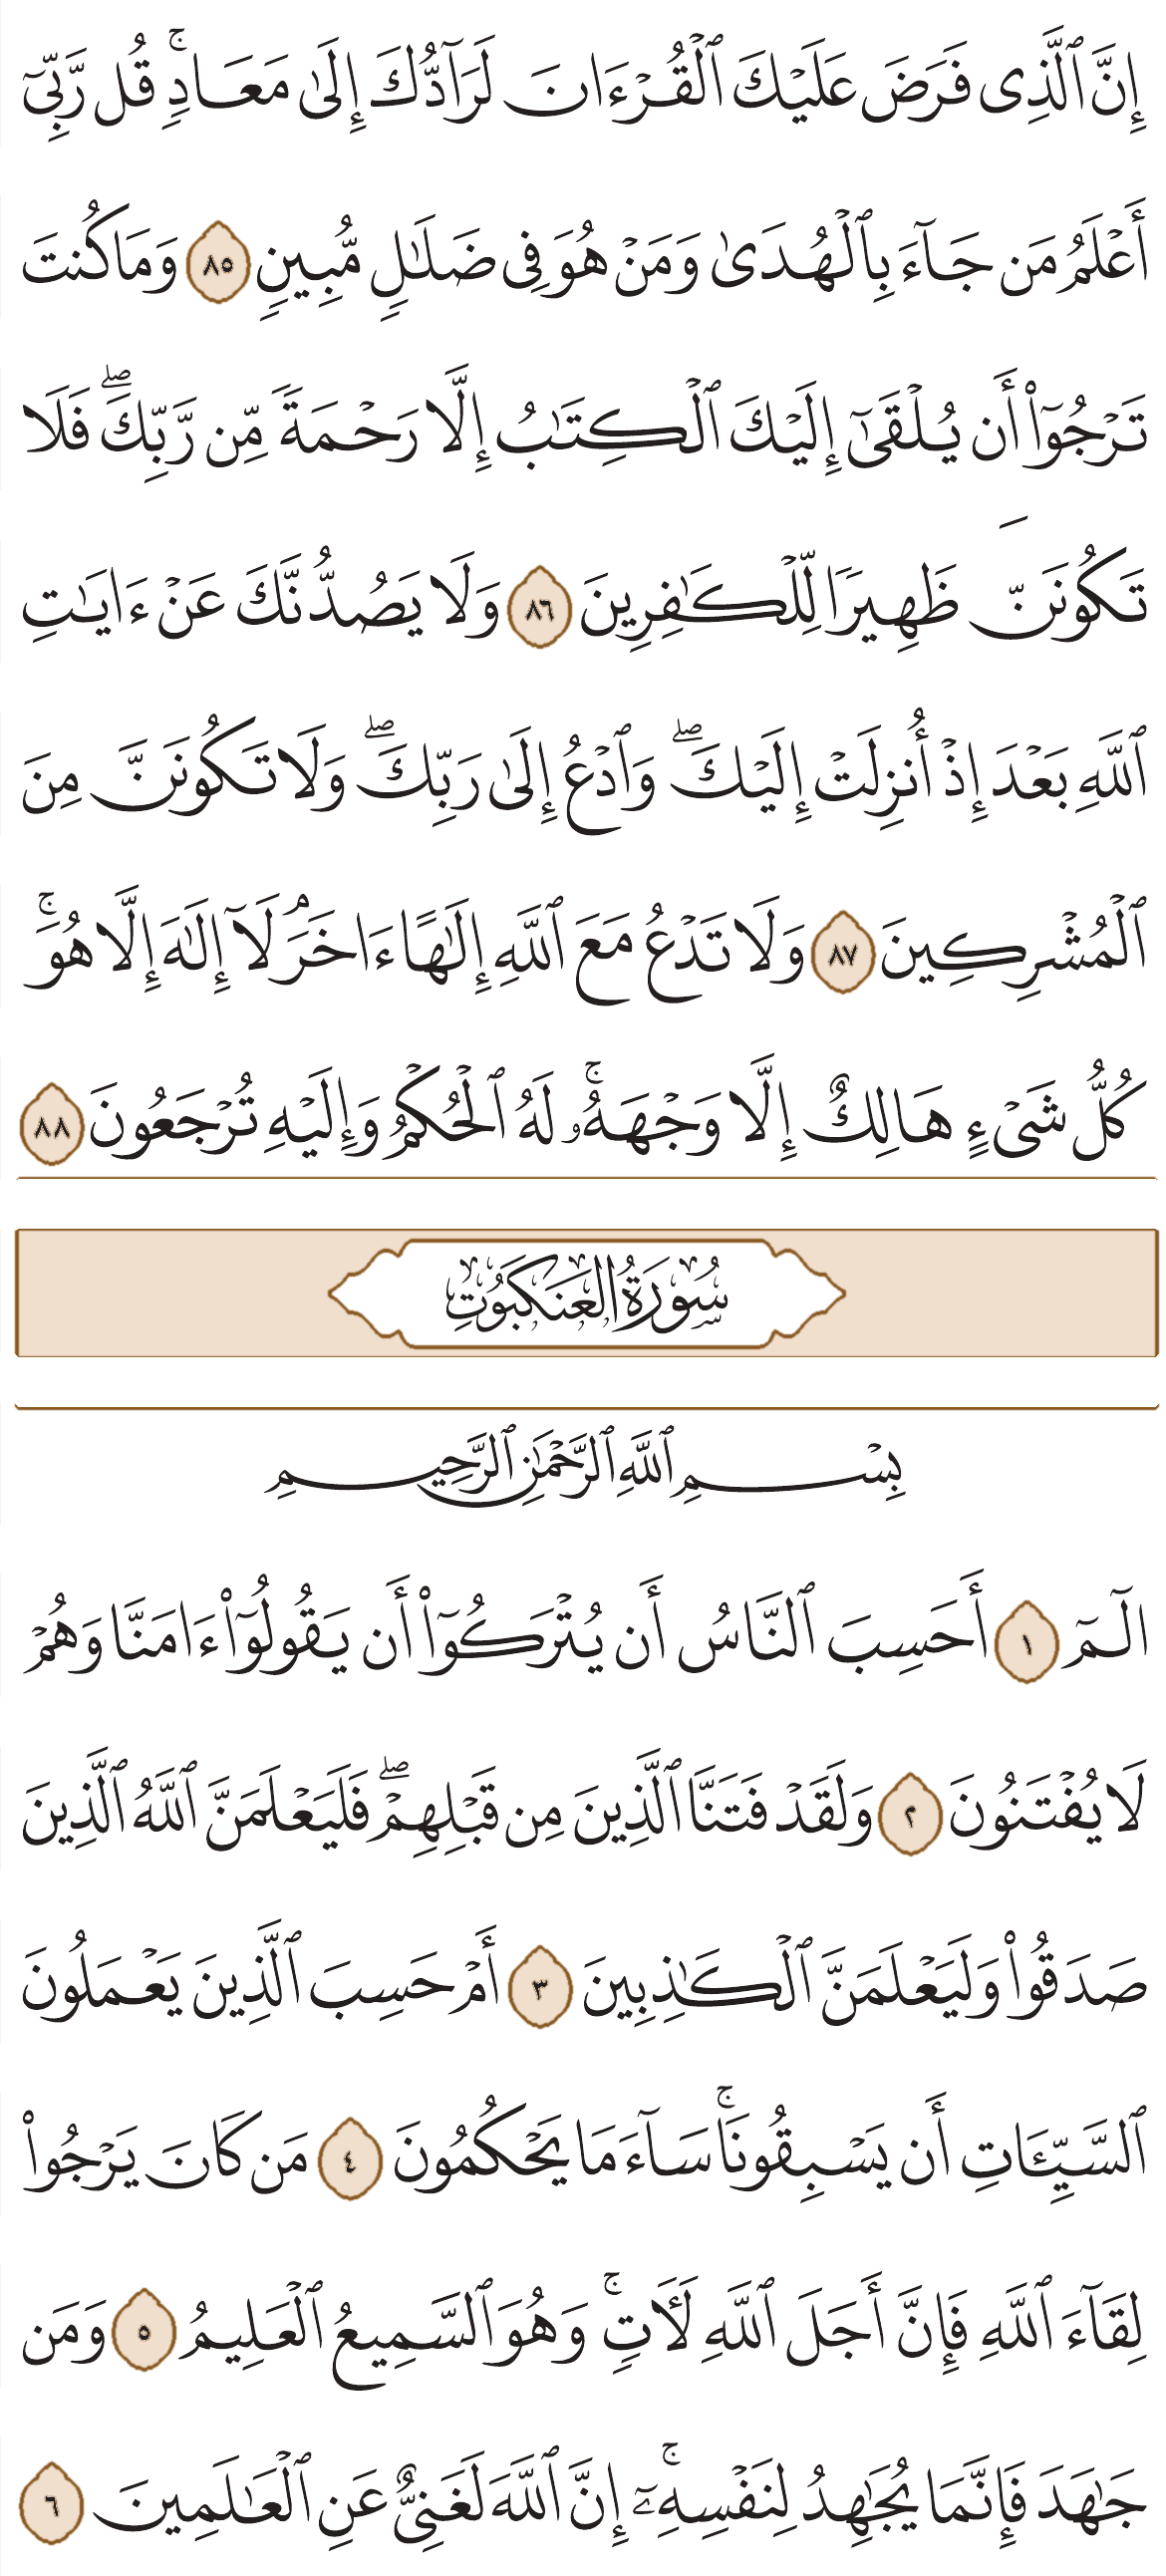 إِنَّ ٱلَّذِى فَرَضَ عَلَيْكَ ٱلْقُرْءَانَ لَرَآدُّكَ إِلَىٰ مَعَادٍۚ قُل رَّبِّىٓ
أَعْلَمُ مَن جَآءَ بِٱلْهُدَىٰ وَمَنْ هُوَ فِى ضَلَٰلٍ مُّبِينٍ ٨٥ وَمَا كُنتَ
تَرْجُوٓا۟ أَن يُلْقَىٰٓ إِلَيْكَ ٱلْكِتَٰبُ إِلَّا رَحْمَةً مِّن رَّبِّكَۖ فَلَا
تَكُونَنَّ ظَهِيرًا لِّلْكَٰفِرِينَ ٨٦ وَلَا يَصُدُّنَّكَ عَنْ ءَايَٰتِ
ٱللَّهِ بَعْدَ إِذْ أُنزِلَتْ إِلَيْكَۖ وَٱدْعُ إِلَىٰ رَبِّكَۖ وَلَا تَكُونَنَّ مِنَ
ٱلْمُشْرِكِينَ ٨٧ وَلَا تَدْعُ مَعَ ٱللَّهِ إِلَٰهًا ءَاخَرَۘ لَآ إِلَٰهَ إِلَّا هُوَۚ
كُلُّ شَىْءٍ هَالِكٌ إِلَّا وَجْهَهُۥۚ لَهُ ٱلْحُكْمُ وَإِلَيْهِ تُرْجَعُونَ ٨٨
سُورَةُ العَنكَبُوتِ
بِسْمِ ٱللَّهِ ٱلرَّحْمَٰنِ ٱلرَّحِيمِ
الٓمٓ ١ أَحَسِبَ ٱلنَّاسُ أَن يُتْرَكُوٓا۟ أَن يَقُولُوٓا۟ ءَامَنَّا وَهُمْ
لَا يُفْتَنُونَ ٢ وَلَقَدْ فَتَنَّا ٱلَّذِينَ مِن قَبْلِهِمْۖ فَلَيَعْلَمَنَّ ٱللَّهُ ٱلَّذِينَ
صَدَقُوا۟ وَلَيَعْلَمَنَّ ٱلْكَٰذِبِينَ ٣ أَمْ حَسِبَ ٱلَّذِينَ يَعْمَلُونَ
ٱلسَّيِّـَٔاتِ أَن يَسْبِقُونَاۚ سَآءَ مَا يَحْكُمُونَ ٤ مَن كَانَ يَرْجُوا۟
لِقَآءَ ٱللَّهِ فَإِنَّ أَجَلَ ٱللَّهِ لَـَٔاتٍۚ وَهُوَ ٱلسَّمِيعُ ٱلْعَلِيمُ ٥ وَمَن
جَٰهَدَ فَإِنَّمَا يُجَٰهِدُ لِنَفْسِهِۦٓۚ إِنَّ ٱللَّهَ لَغَنِىٌّ عَنِ ٱلْعَٰلَمِينَ ٦